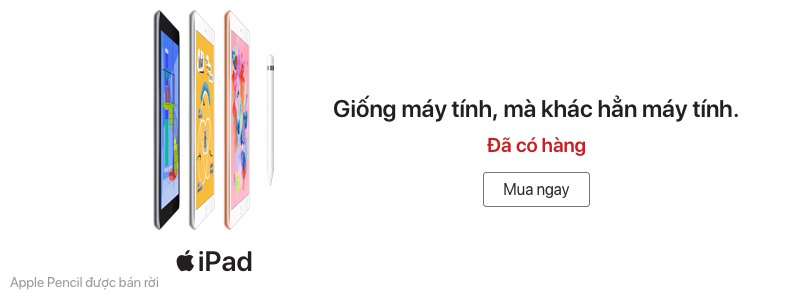 Giống máy tính, mà khác hẳn máy tính.
Đã có hàng
Mua ngay
iPad
Apple Pencil được bán rời